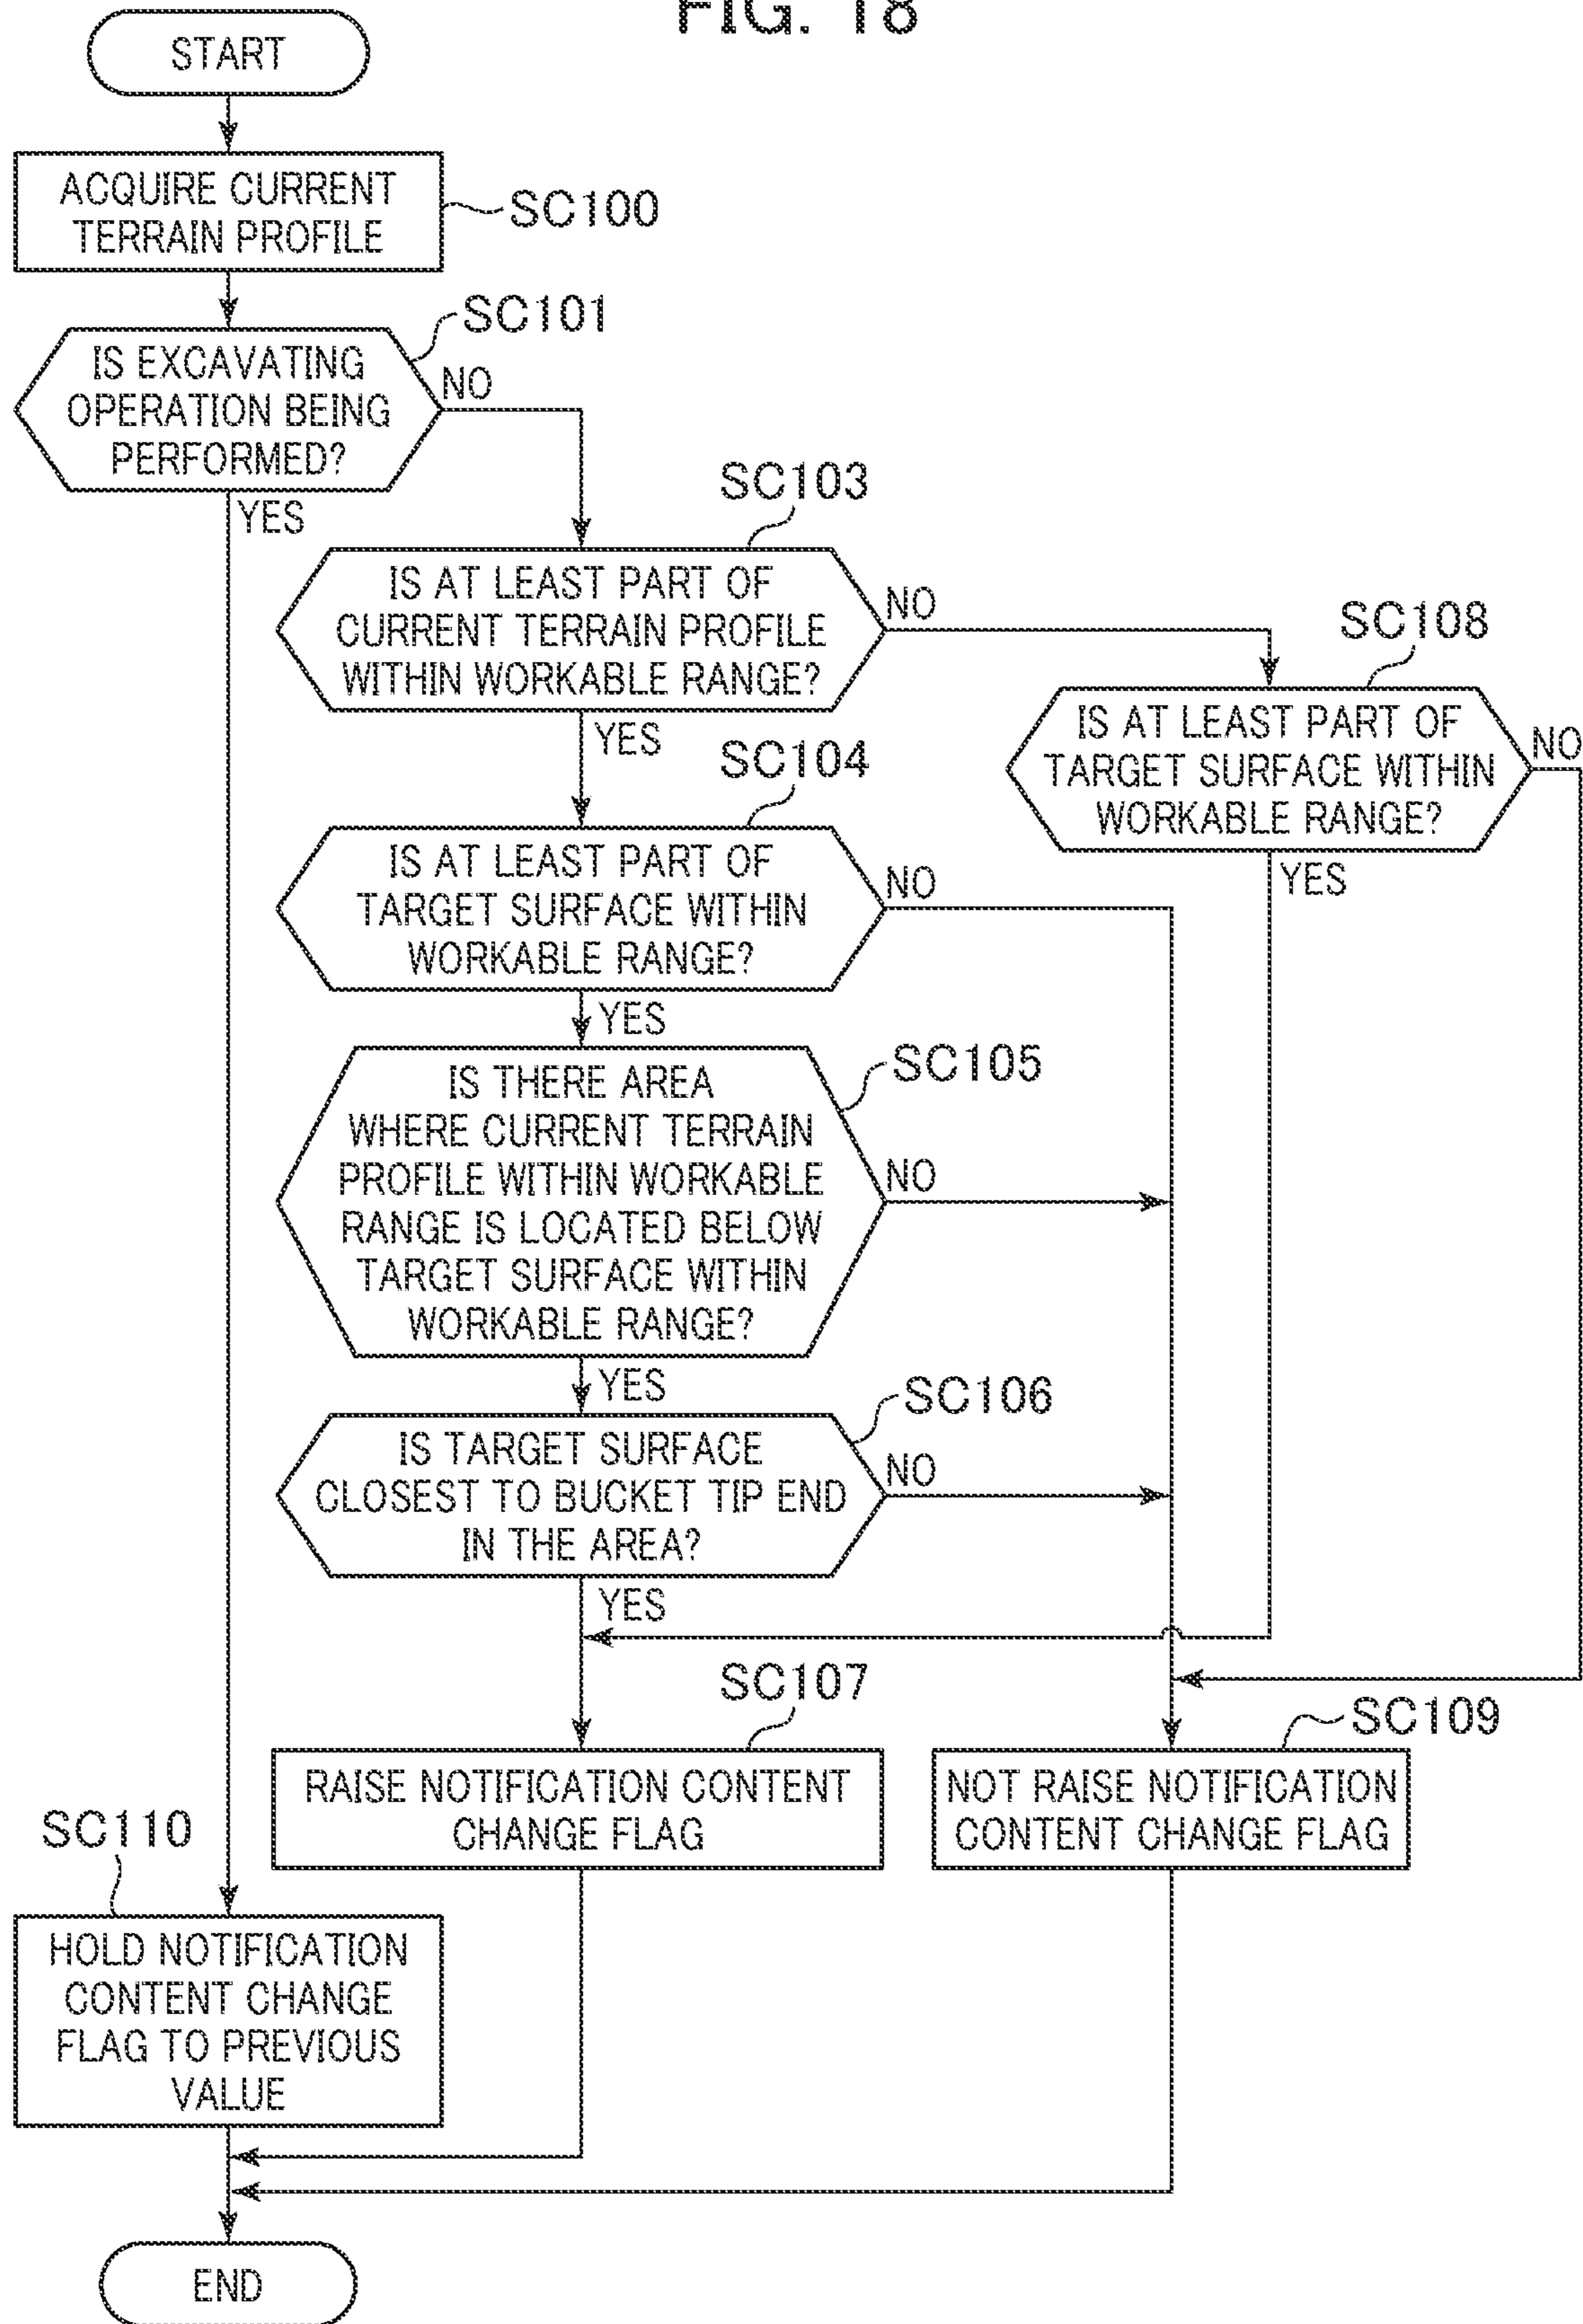 FIG. 18
START
ACQUIRE CURRENT
TERRAIN PROFILE
SC100
SC101
IS EXCAVATING
OPERATION BEING
PERFORMED?
NO
YES
SC103
IS AT LEAST PART OF
CURRENT TERRAIN PROFILE
WITHIN WORKABLE RANGE?
NO
YES
SC108
IS AT LEAST PART OF
TARGET SURFACE WITHIN
WORKABLE RANGE?
NO
YES
SC104
IS AT LEAST PART OF
TARGET SURFACE WITHIN
WORKABLE RANGE?
NO
YES
SC105
IS THERE AREA
WHERE CURRENT TERRAIN
PROFILE WITHIN WORKABLE
RANGE IS LOCATED BELOW
TARGET SURFACE WITHIN
WORKABLE RANGE?
NO
YES
SC106
IS TARGET SURFACE
CLOSEST TO BUCKET TIP END
IN THE AREA?
NO
YES
SC107
RAISE NOTIFICATION CONTENT
CHANGE FLAG
SC109
NOT RAISE NOTIFICATION
CONTENT CHANGE FLAG
SC110
HOLD NOTIFICATION
CONTENT CHANGE
FLAG TO PREVIOUS
VALUE
END